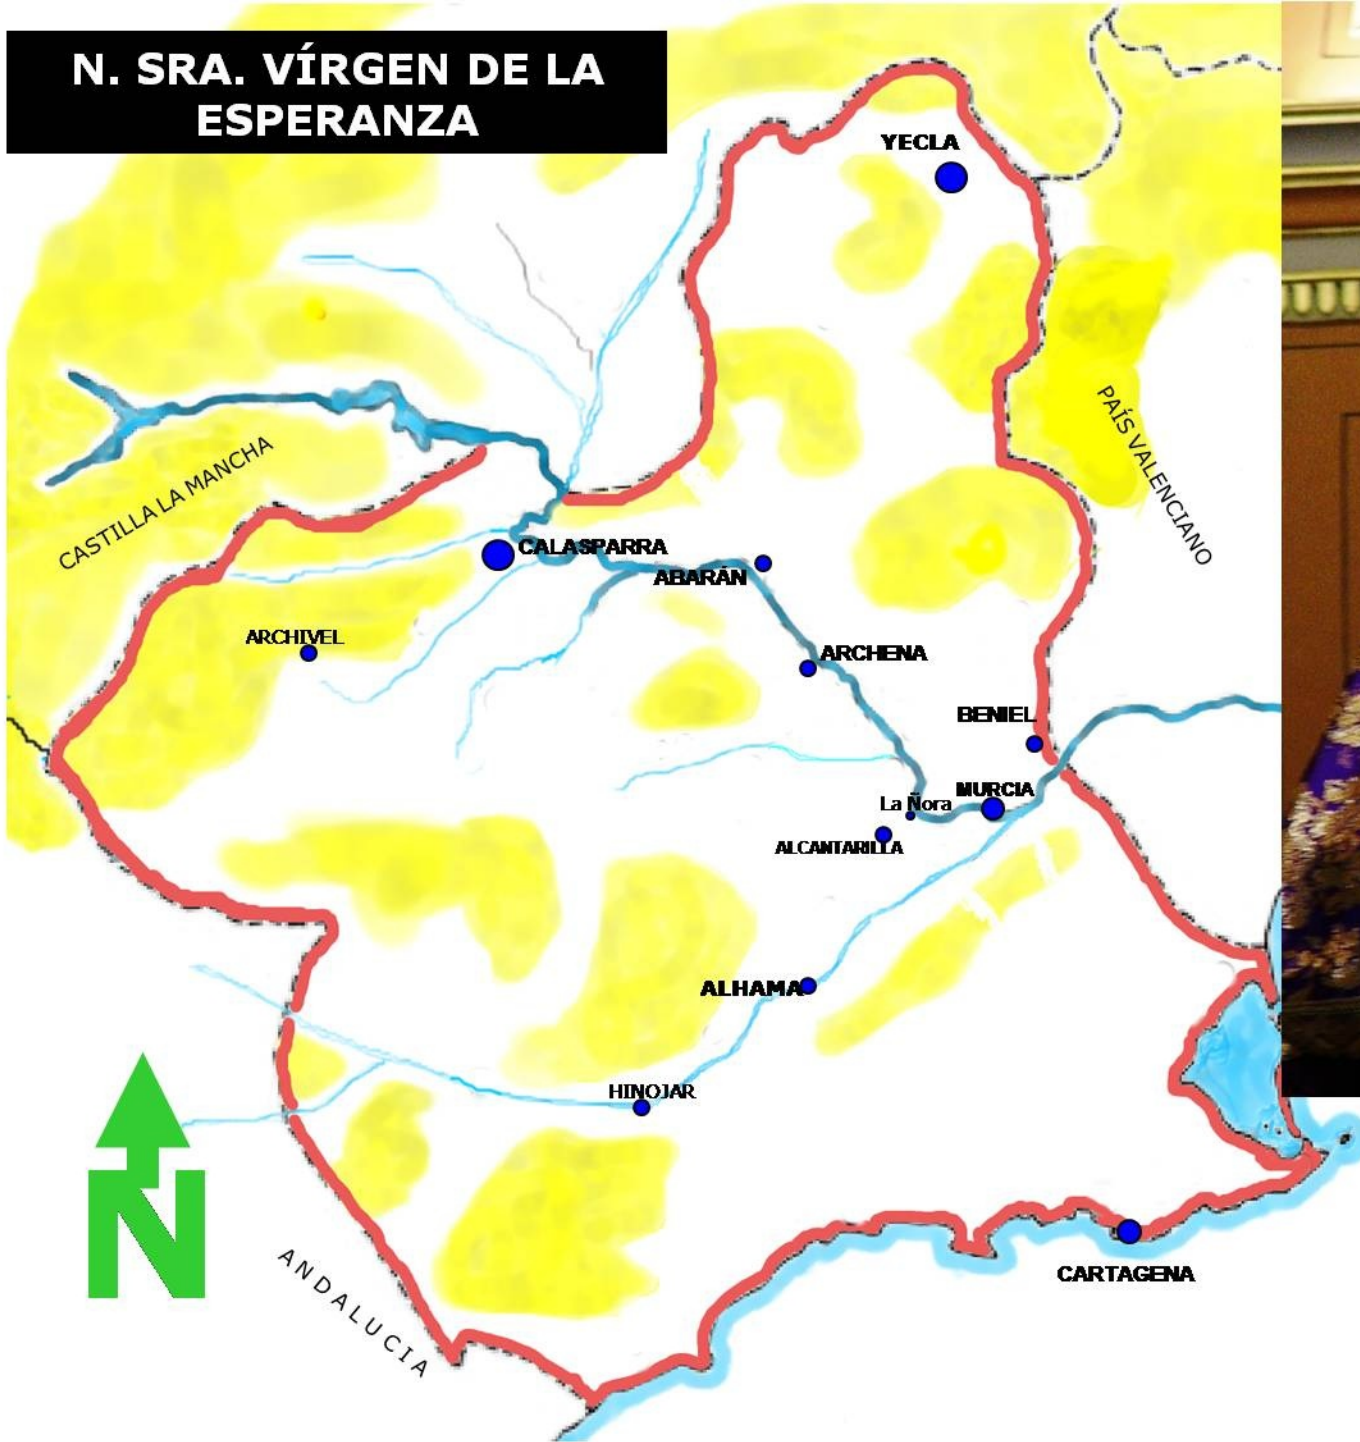 N. SRA. VÍRGEN DE LA
ESPERANZA
YECLA
PAÍS VALENCIANO
CASTILLA LA MANCHA
CALASPARRA
ABARÁN
ARCHIVEL
ARCHENA
BENIEL
MURCIA
La Ñora
ALCANTARILLA
ALHAMA
HINOJAR
N
ANDALUCIA
CARTAGENA